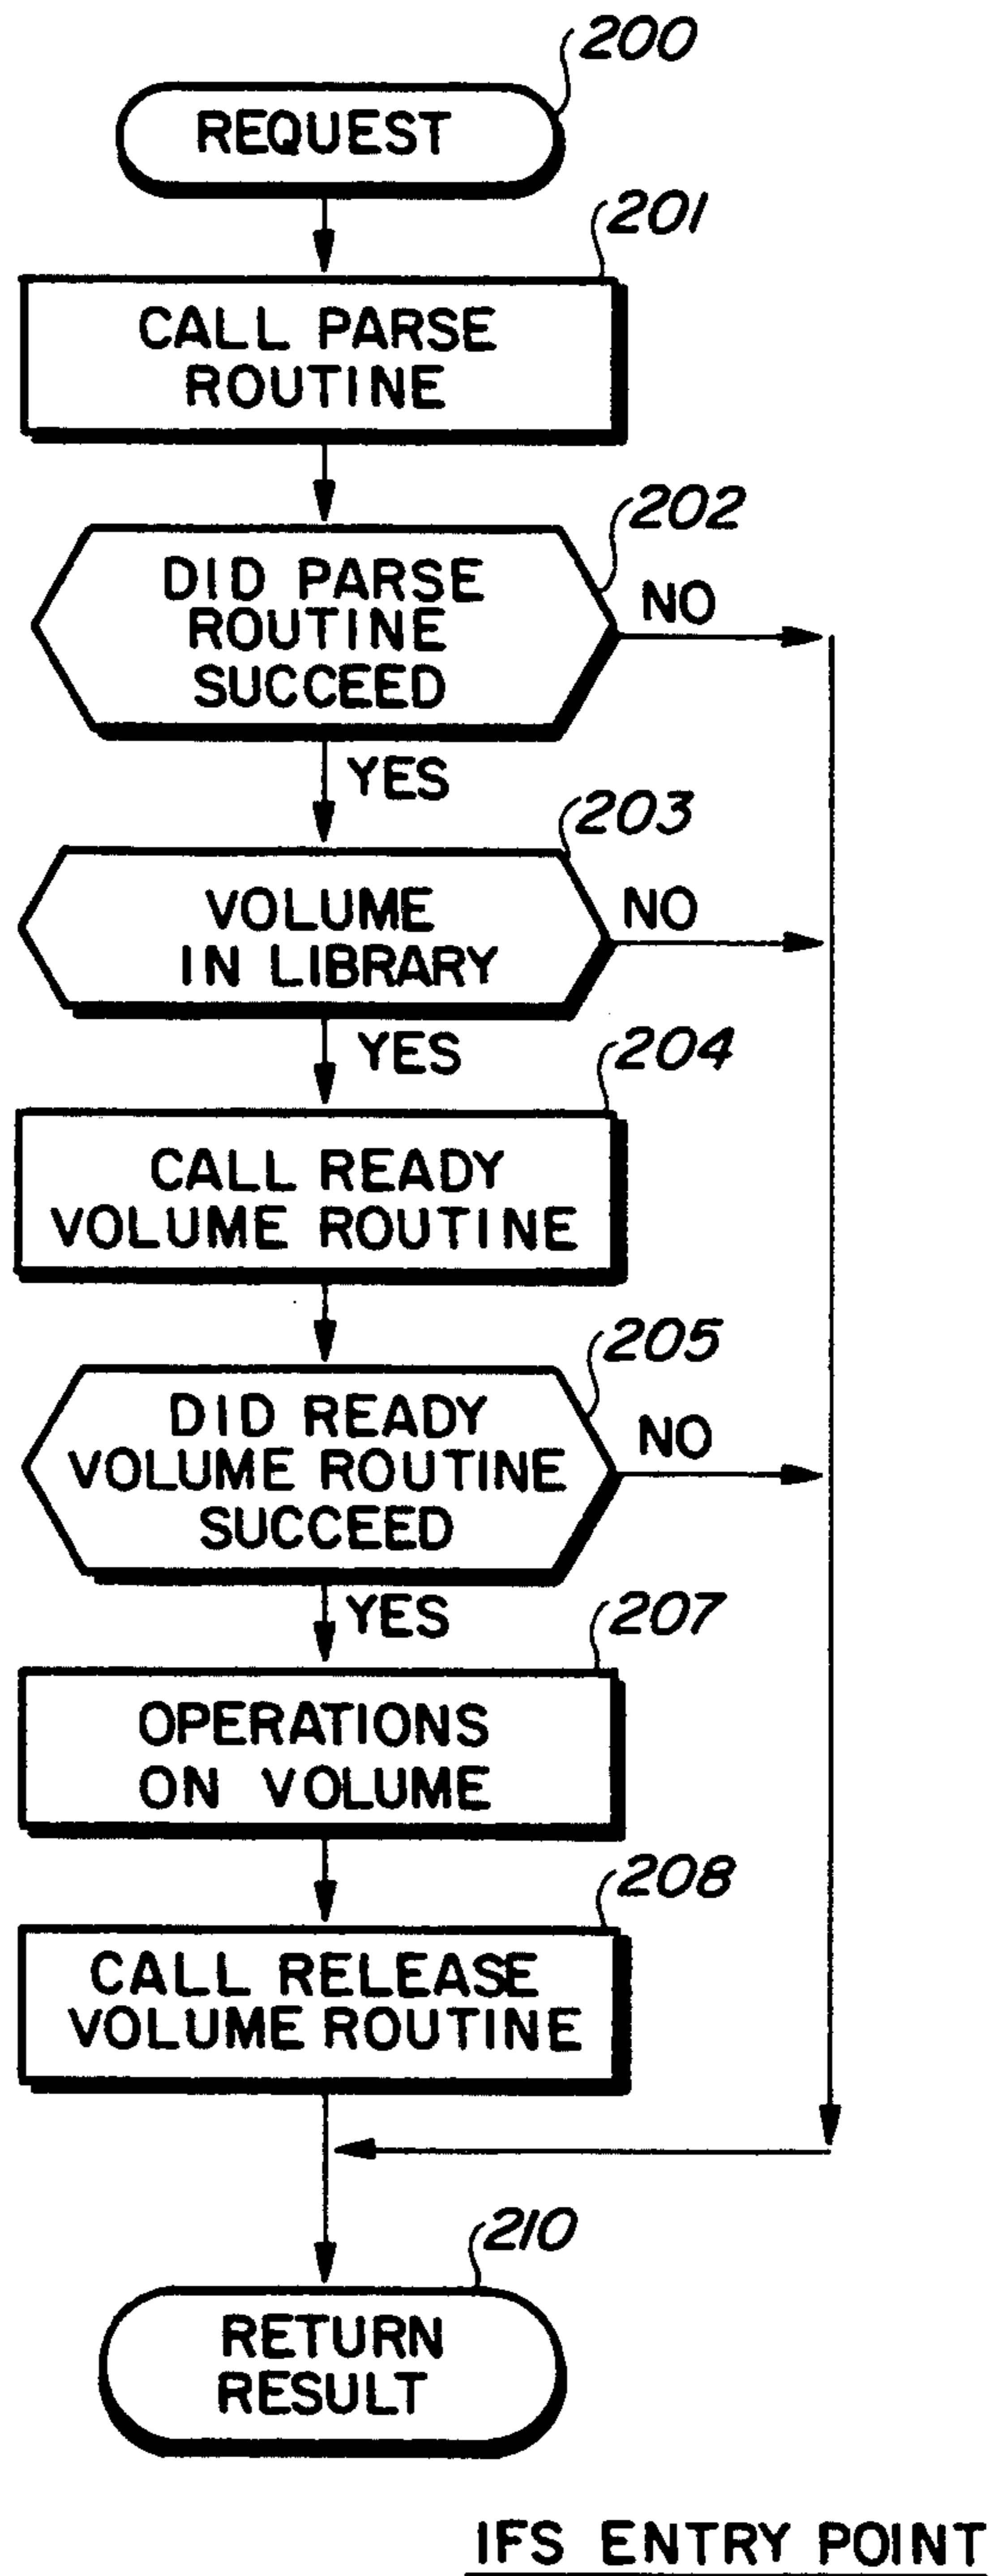 200
REQUEST
201
CALL PARSE
ROUTINE
202
DID PARSE
ROUTINE
SUCCEED
NO
YES
203
VOLUME
IN LIBRARY
NO
YES
204
CALL READY
VOLUME ROUTINE
205
DID READY
VOLUME ROUTINE
SUCCEED
NO
YES
207
OPERATIONS
ON VOLUME
208
CALL RELEASE
VOLUME ROUTINE
210
RETURN
RESULT
IFS ENTRY POINT